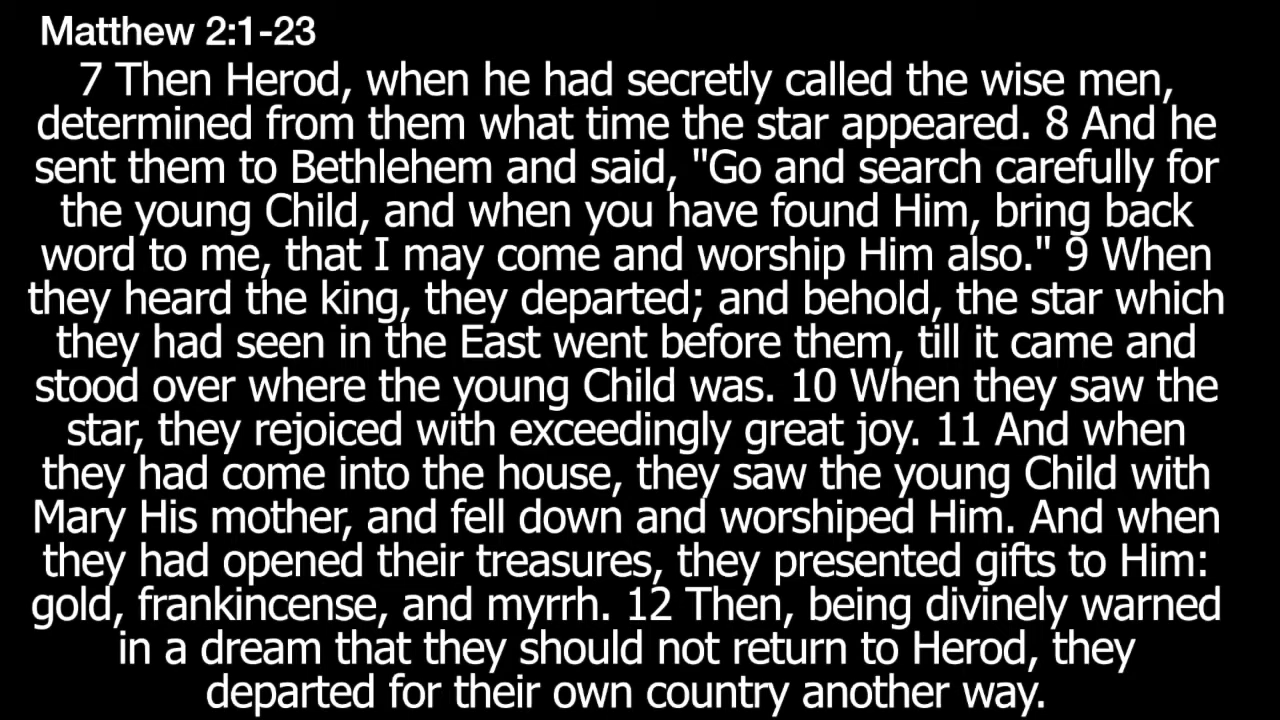 Matthew 2:1-23
7 Then Herod, when he had secretly called the wise men,
determined from them what time the star appeared. 8 And he
sent them to Bethlehem and said, "Go and search carefully for
the young Child, and when you have found Him, bring back
word to me, that I may come and worship Him also." 9 When
they heard the king, they departed; and behold, the star which
they had seen in the East went before them, till it came and
stood over where the young Child was. 10 When they saw the
star, they rejoiced with exceedingly great joy. 11 And when
they had come into the house, they saw the young Child with
Mary His mother, and fell down and worshiped Him. And when
they had opened their treasures, they presented gifts to Him:
gold, frankincense, and myrrh. 12 Then, being divinely warned
in a dream that they should not return to Herod, they
departed for their own country another way.